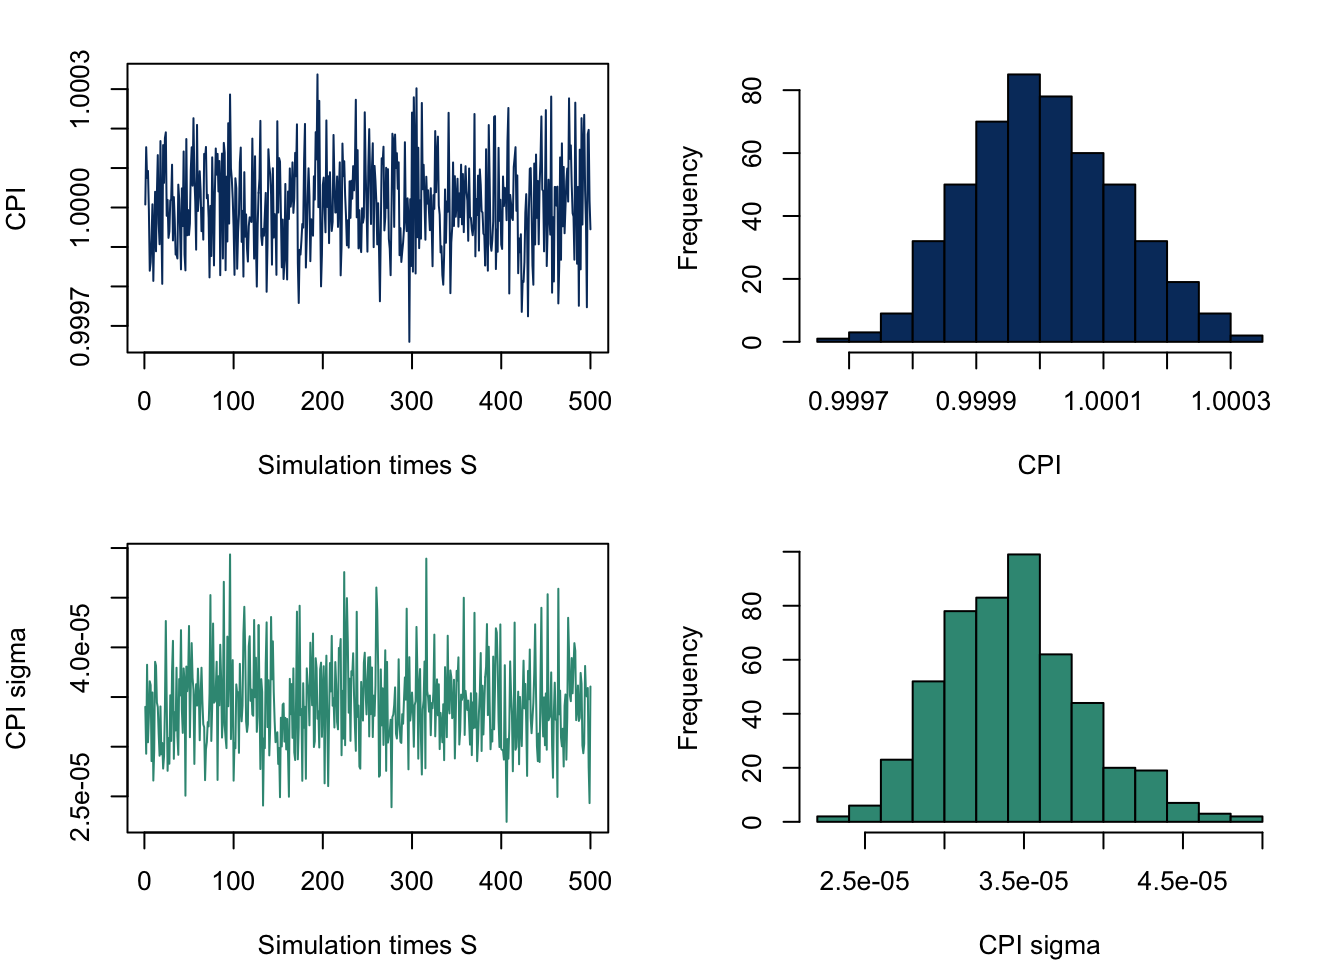 CPI
1.0003
1.0000
0.9997
0 100 200 300 400 500
Simulation times S
Frequency
80
60
40
20
0
0.9997 0.9999 1.0001 1.0003
CPI
CPI sigma
4.0e-05
2.5e-05
0 100 200 300 400 500
Simulation times S
Frequency
80
60
40
20
0
2.5e-05 3.5e-05 4.5e-05
CPI sigma